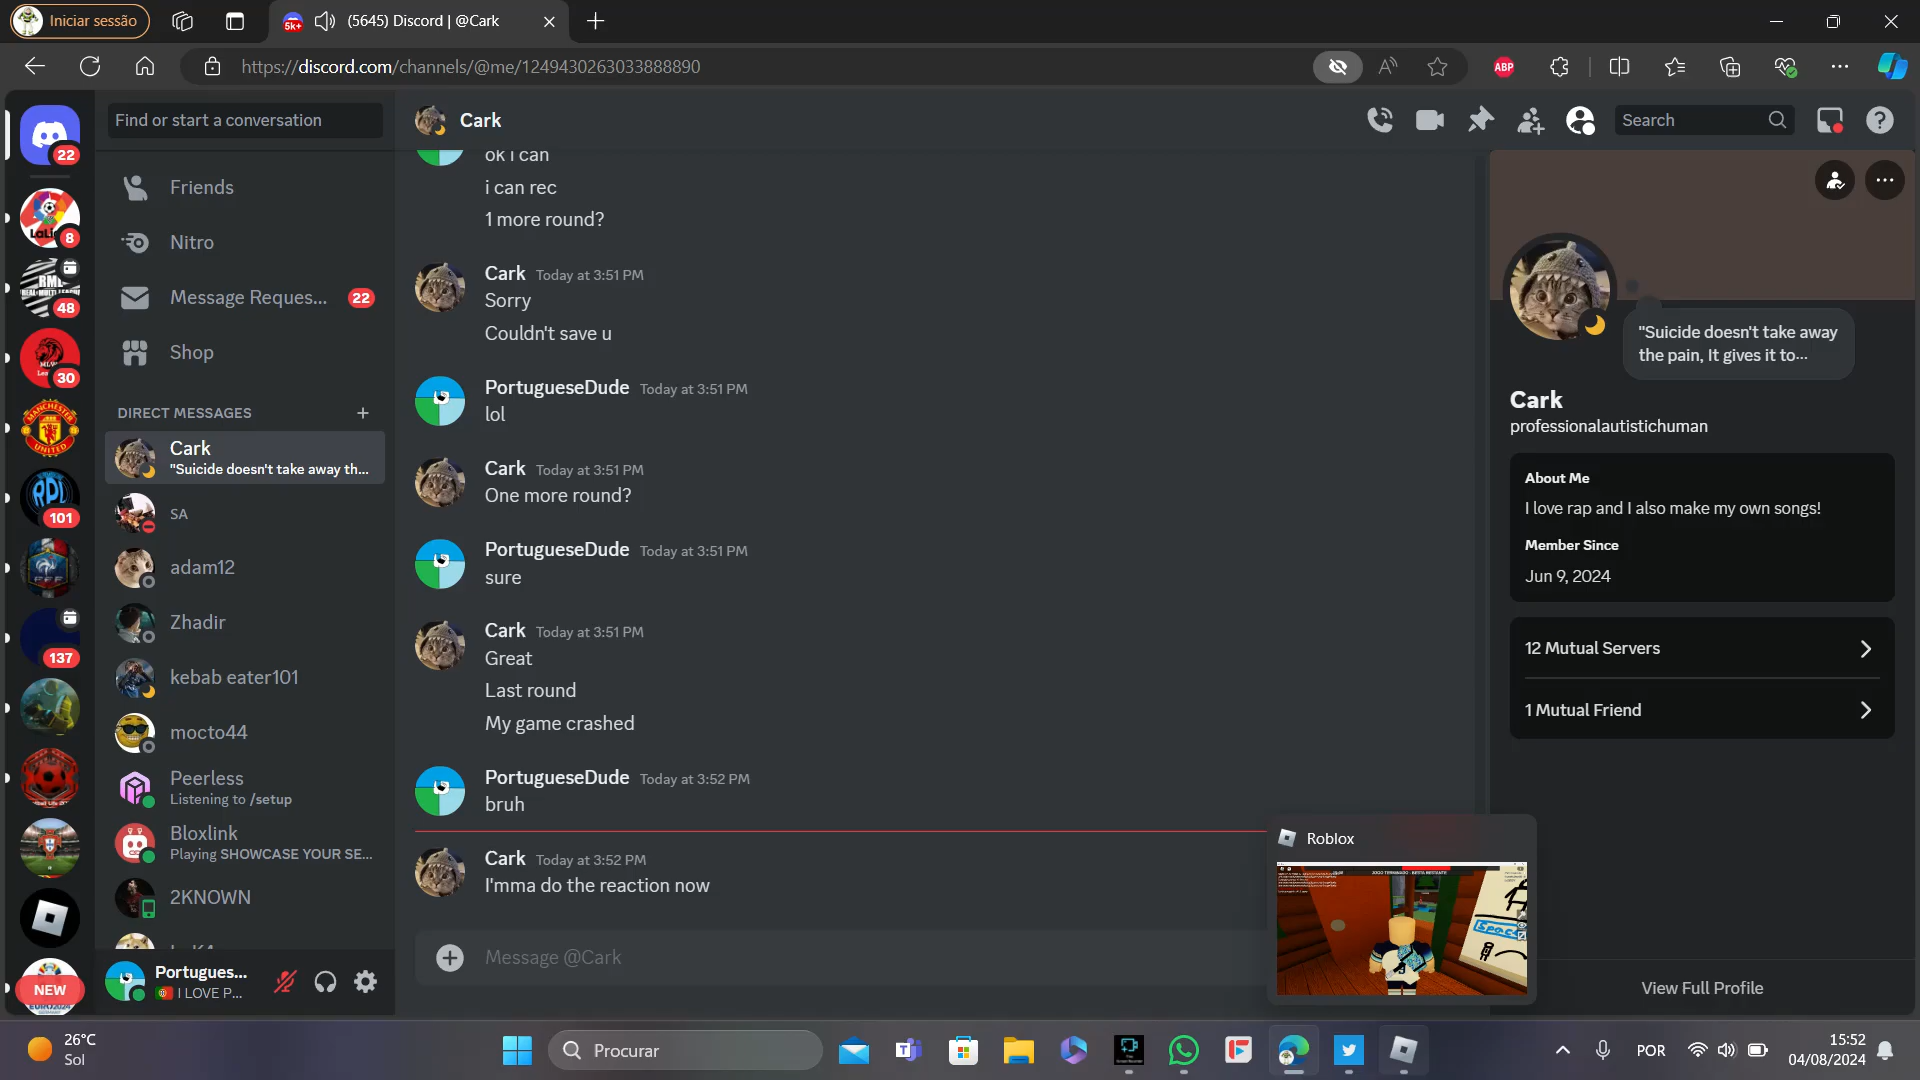 Iniciar sessão
5k+
(5645) Discord | @Cark
https://discord.com/channels/@me/1249430263033888890
ABP
22
Find or start a conversation
Cark
Search
LaLiga
8
RML
48
30
MANCHESTER
UNITED
RPL
101
FFF
137
NEW
Friends
Nitro
Message Reques...
22
Shop
DIRECT MESSAGES
Cark
"Suicide doesn't take away th...
SA
adam12
Zhadir
kebab eater101
mocto44
Peerless
Listening to /setup
Bloxlink
Playing SHOWCASE YOUR SE...
2KNOWN
Portugues...
I LOVE P...
ok i can
i can rec
1 more round?
Cark Today at 3:51 PM
Sorry
Couldn't save u
PortugueseDude Today at 3:51 PM
lol
Cark Today at 3:51 PM
One more round?
PortugueseDude Today at 3:51 PM
sure
Cark Today at 3:51 PM
Great
Last round
My game crashed
PortugueseDude Today at 3:52 PM
bruh
Cark Today at 3:52 PM
I'mma do the reaction now
Message @Cark
Roblox
"Suicide doesn't take away
the pain, It gives it to...
Cark
professionalautistichuman
About Me
I love rap and I also make my own songs!
Member Since
Jun 9, 2024
12 Mutual Servers
1 Mutual Friend
View Full Profile
26°C
Sol
Procurar
POR
15:52
04/08/2024